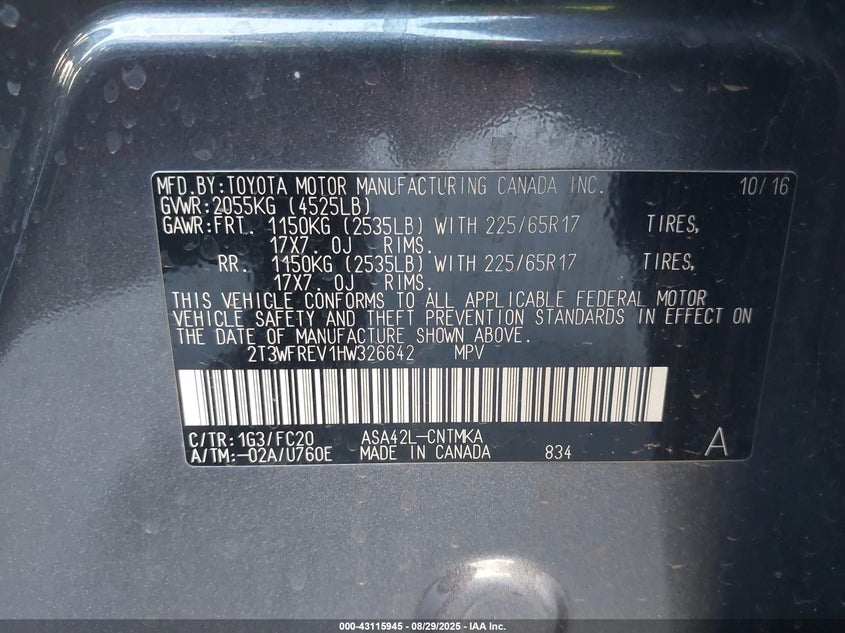 MFD.BY:TOYOTA MOTOR MANUFACTURING CANADA INC. 10/16
GVWR:2055KG (4525LB)
GAWR:FRT. 1150KG (2535LB) WITH 225/65R17 TIRES,
17X7. 0J RIMS.
RR. 1150KG (2535LB) WITH 225/65R17 TIRES,
17X7. 0J RIMS.
THIS VEHICLE CONFORMS TO ALL APPLICABLE FEDERAL MOTOR
VEHICLE SAFETY AND THEFT PREVENTION STANDARDS IN EFFECT ON
THE DATE OF MANUFACTURE SHOWN ABOVE.
2T3WFREV1HW326642 MPV
C/TR: 1G3/FC20 ASA42L-CNTMKA
A/TM:-02A/U760E MADE IN CANADA 834 A
000-43115945 - 08/29/2025 - IAA Inc.